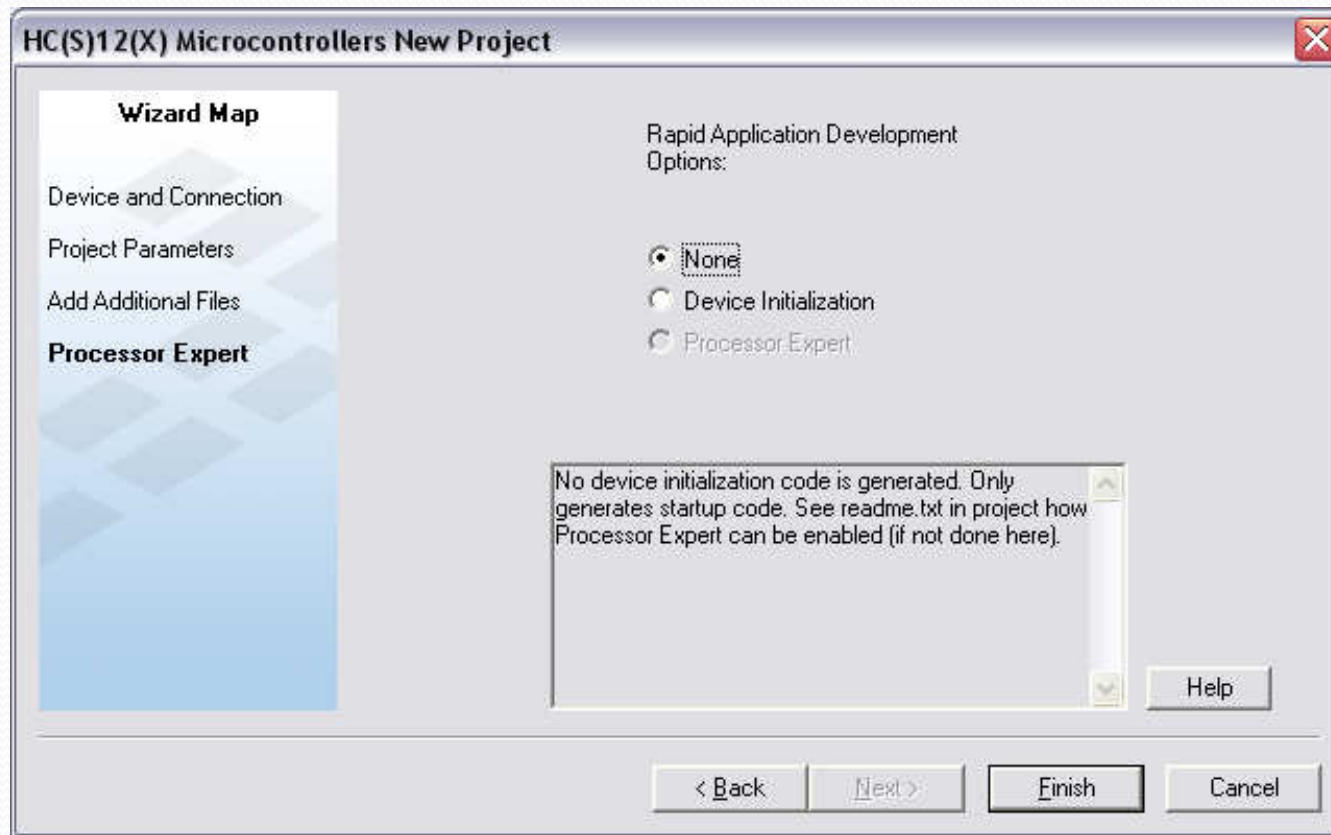 HC(S)12(X) Microcontrollers New Project
Wizard Map
Device and Connection
Project Parameters
Add Additional Files
Processor Expert
Rapid Application Development
Options:
None
Device Initialization
Processor Expert
No device initialization code is generated. Only
generates startup code. See readme.txt in project how
Processor Expert can be enabled (if not done here).
Help
< Back
Next >
Finish
Cancel